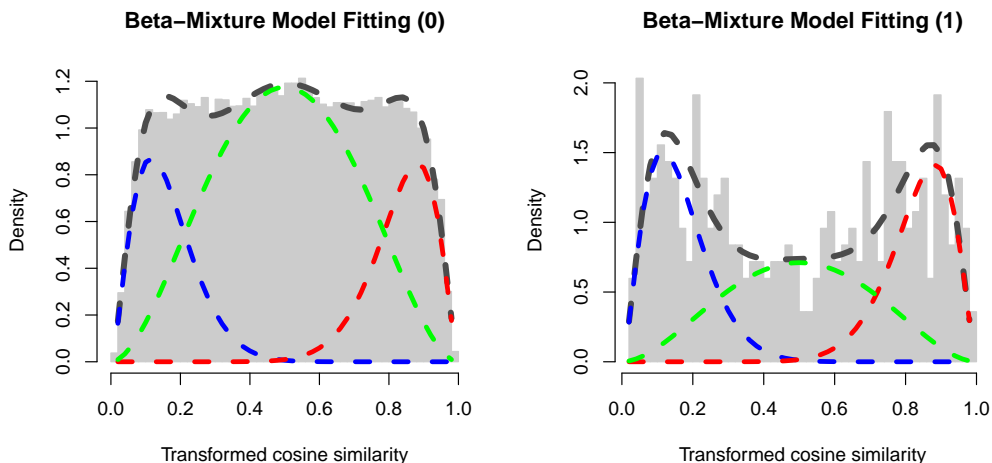 Beta−Mixture Model Fitting (0)
Density
0.0 0.2 0.4 0.6 0.8 1.0 1.2
0.0 0.2 0.4 0.6 0.8 1.0
Transformed cosine similarity
Beta−Mixture Model Fitting (1)
Density
0.0 0.5 1.0 1.5 2.0
0.0 0.2 0.4 0.6 0.8 1.0
Transformed cosine similarity